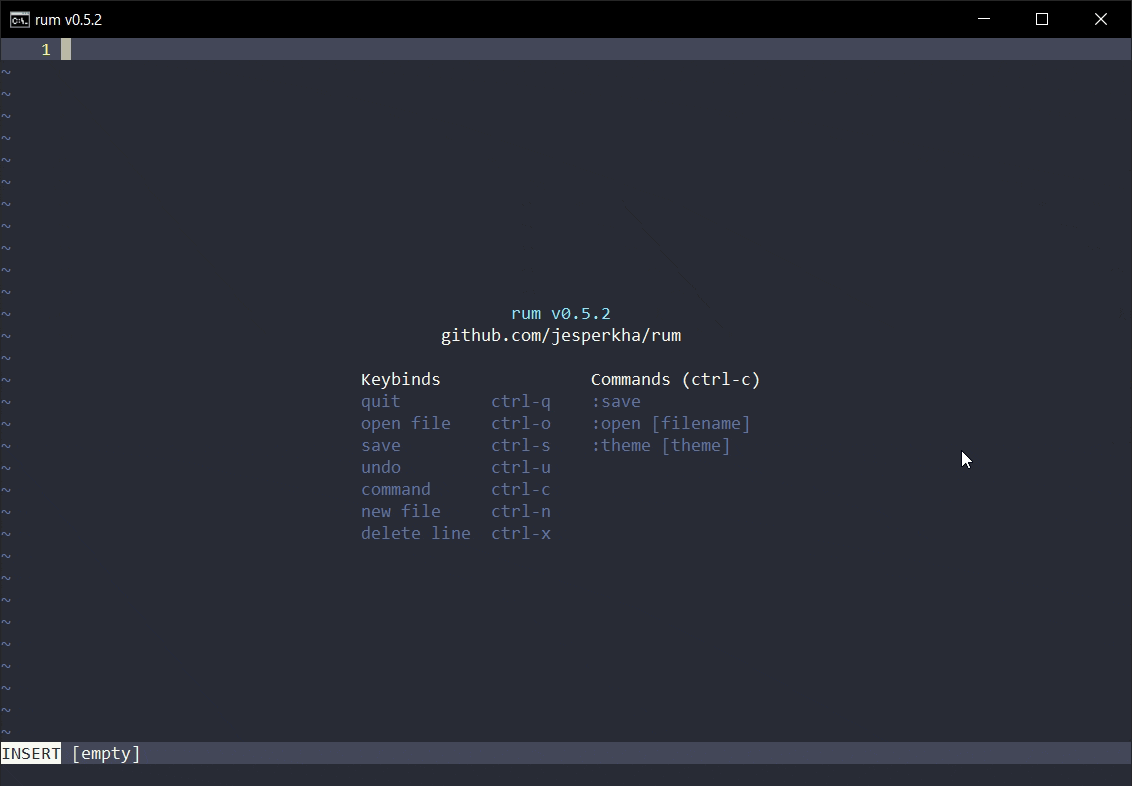 rum v0.5.2
1
~
~
~
~
~
~
~
~
~
~
~
~ rum v0.5.2
~ github.com/jesperkha/rum
~
~ Keybinds Commands (ctrl-c)
~ quit ctrl-q :save
~ open file ctrl-o :open [filename]
~ save ctrl-s :theme [theme]
~ undo ctrl-u
~ command ctrl-c
~ new file ctrl-n
~ delete line ctrl-x
~
~
~
~
~
~
~
~
~
INSERT [empty]